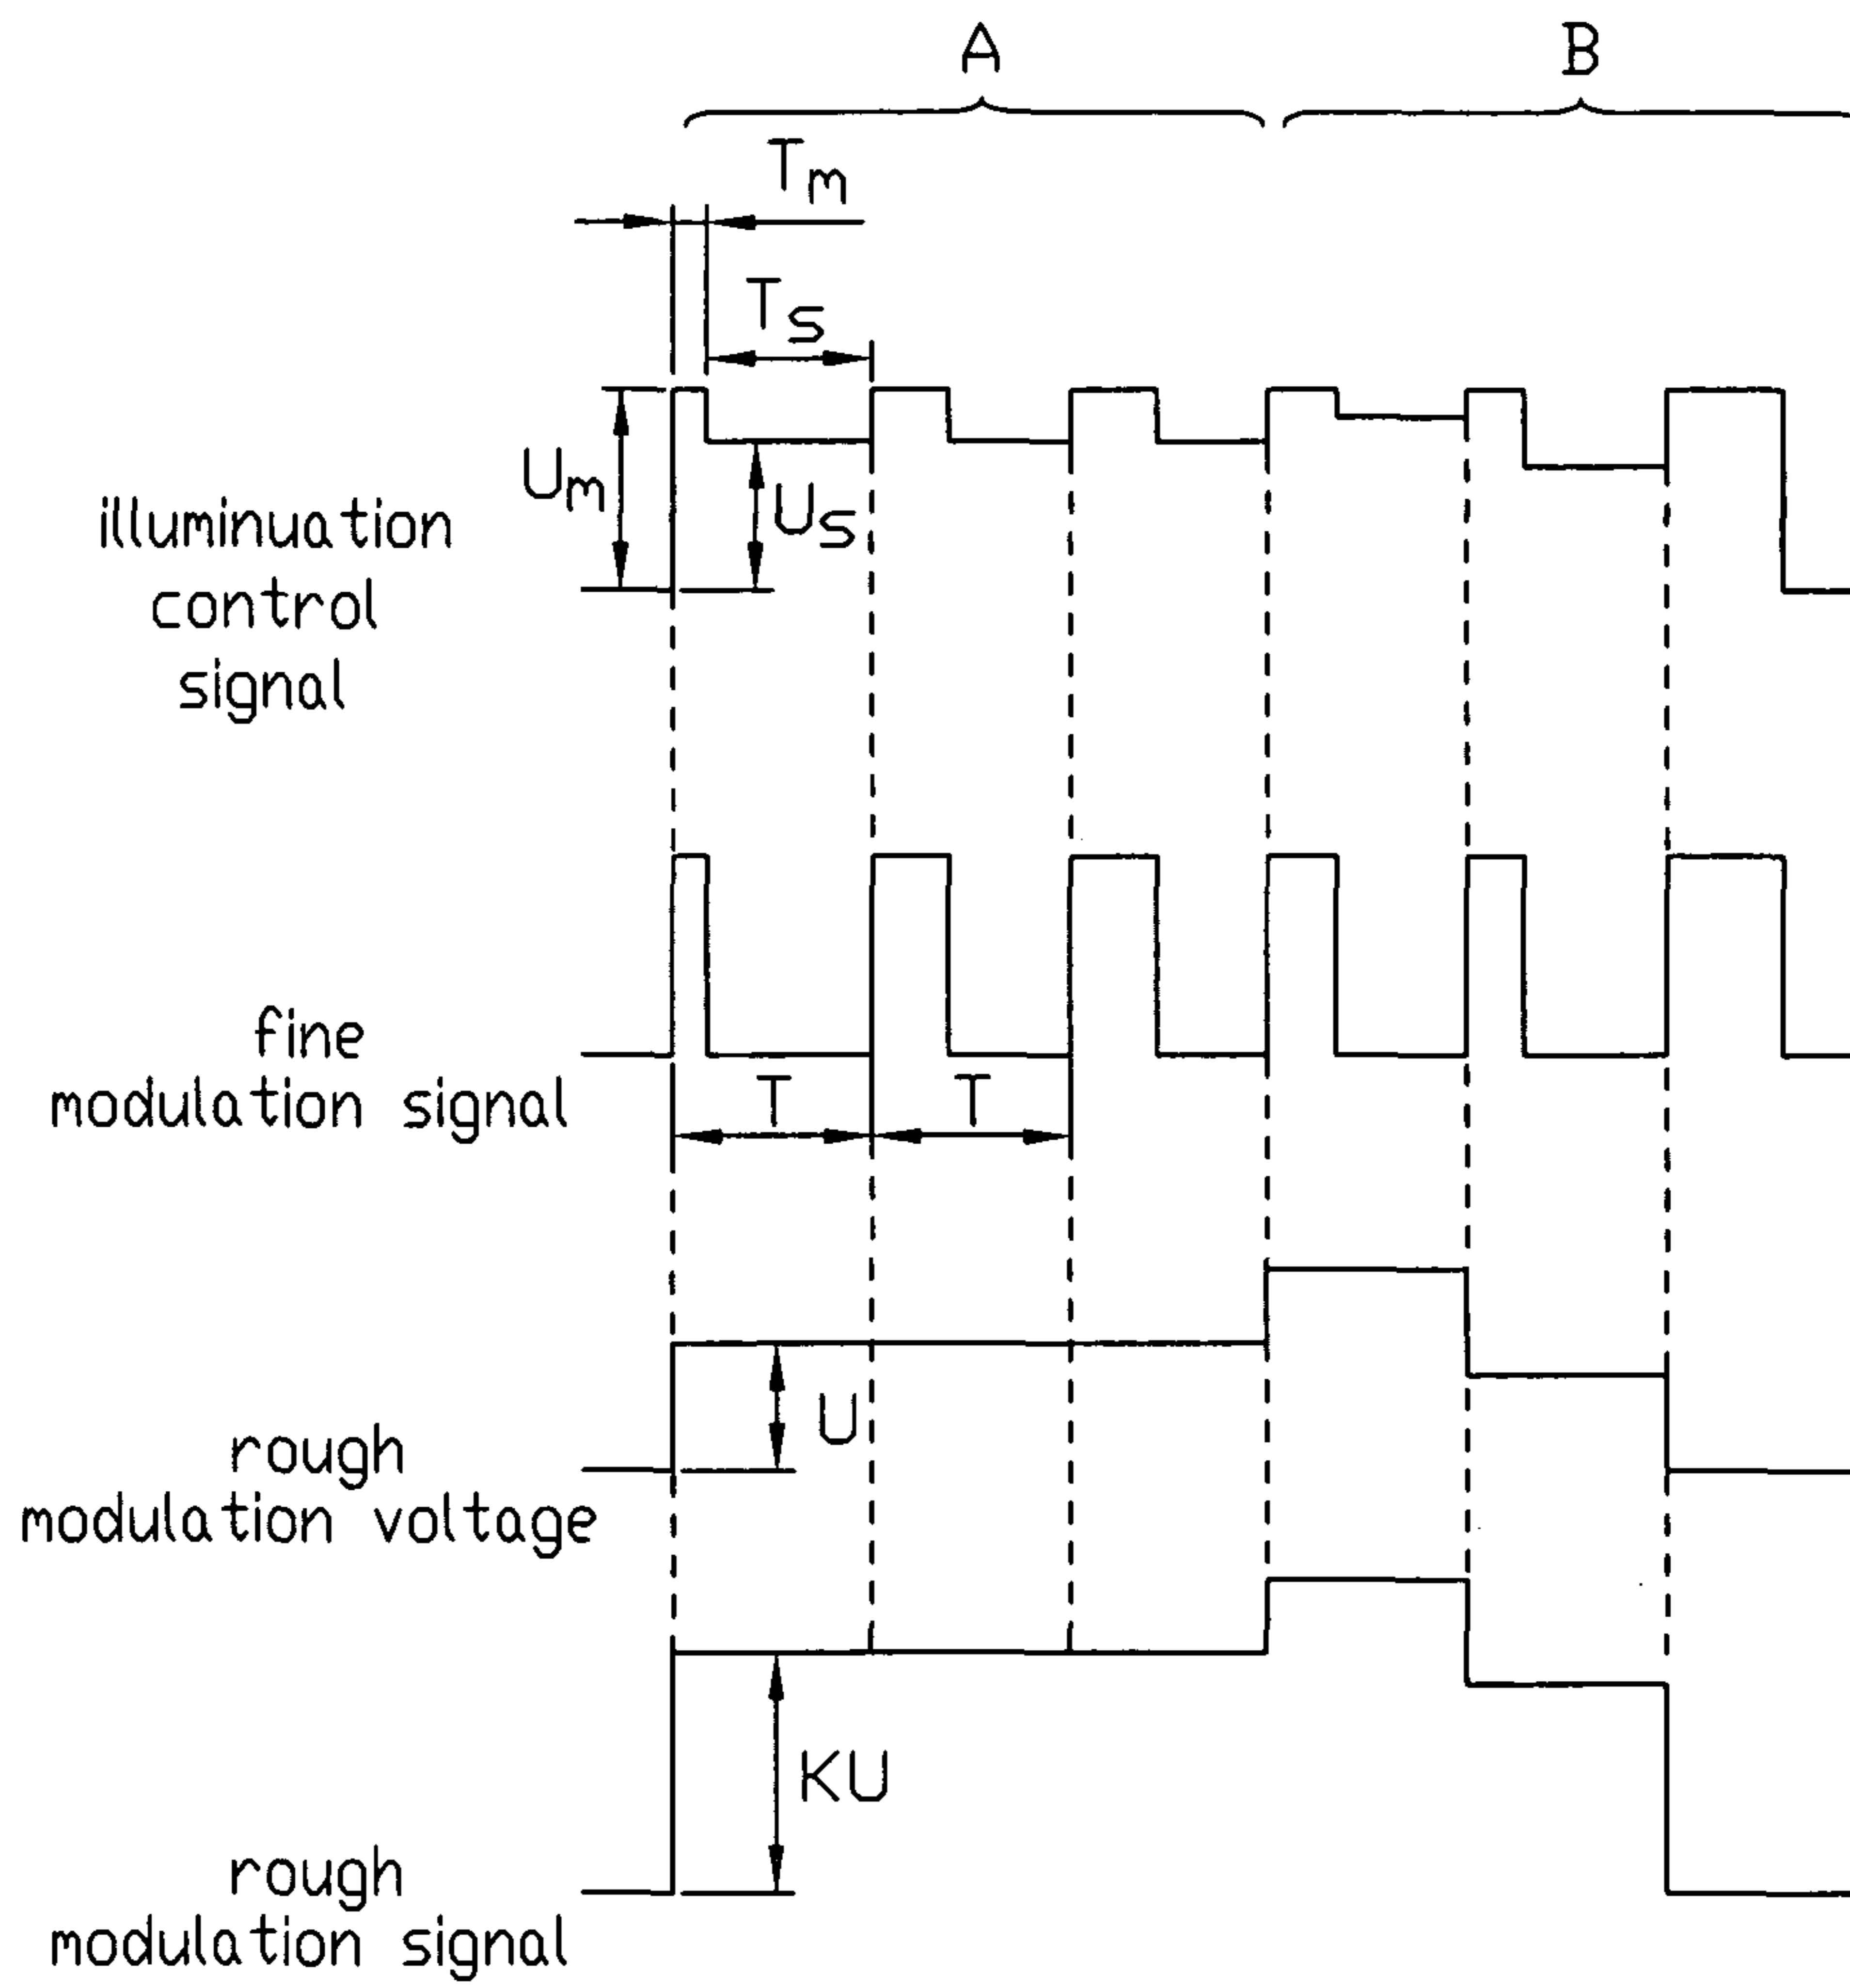 A
B
Tm
Ts
Um
Us
illuminuation
control
signal
fine
modulation signal
T
T
U
rough
modulation voltage
KU
rough
modulation signal